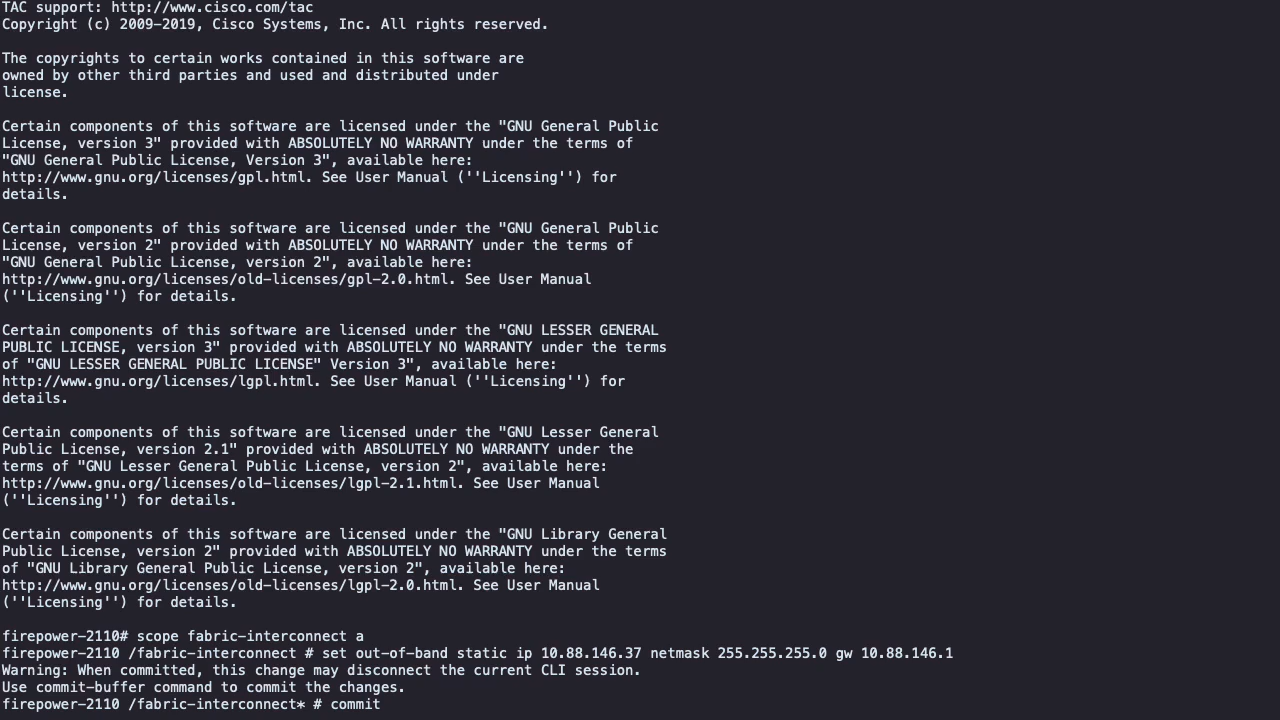 TAC support: http://www.cisco.com/tac
Copyright (c) 2009-2019, Cisco Systems, Inc. All rights reserved.
The copyrights to certain works contained in this software are
owned by other third parties and used and distributed under
license.
Certain components of this software are licensed under the "GNU General Public
License, version 3" provided with ABSOLUTELY NO WARRANTY under the terms of
"GNU General Public License, Version 3", available here:
http://www.gnu.org/licenses/gpl.html. See User Manual (''Licensing'') for
details.
Certain components of this software are licensed under the "GNU General Public
License, version 2" provided with ABSOLUTELY NO WARRANTY under the terms of
"GNU General Public License, version 2", available here:
http://www.gnu.org/licenses/old-licenses/gpl-2.0.html. See User Manual
(''Licensing'') for details.
Certain components of this software are licensed under the "GNU LESSER GENERAL
PUBLIC LICENSE, version 3" provided with ABSOLUTELY NO WARRANTY under the terms
of "GNU LESSER GENERAL PUBLIC LICENSE" Version 3", available here:
http://www.gnu.org/licenses/lgpl.html. See User Manual (''Licensing'') for
details.
Certain components of this software are licensed under the "GNU Lesser General
Public License, version 2.1" provided with ABSOLUTELY NO WARRANTY under the
terms of "GNU Lesser General Public License, version 2", available here:
http://www.gnu.org/licenses/old-licenses/lgpl-2.1.html. See User Manual
(''Licensing'') for details.
Certain components of this software are licensed under the "GNU Library General
Public License, version 2" provided with ABSOLUTELY NO WARRANTY under the terms
of "GNU Library General Public License, version 2", available here:
http://www.gnu.org/licenses/old-licenses/lgpl-2.0.html. See User Manual
(''Licensing'') for details.
firepower-2110# scope fabric-interconnect a
firepower-2110 /fabric-interconnect # set out-of-band static ip 10.88.146.37 netmask 255.255.255.0 gw 10.88.146.1
Warning: When committed, this change may disconnect the current CLI session.
Use commit-buffer command to commit the changes.
firepower-2110 /fabric-interconnect* # commit